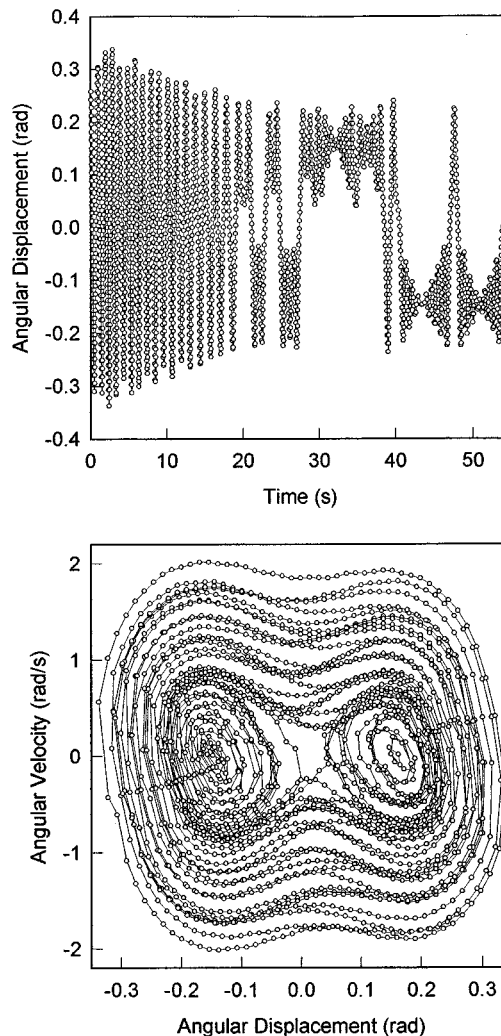 0.4
0.3
0.2
0.1
0.0
-0.1
-0.2
-0.3
-0.4
Angular Displacement (rad)
0 10 20 30 40 50
Time (s)
2
1
0
-1
-2
Angular Velocity (rad/s)
-0.3 -0.2 -0.1 0.0 0.1 0.2 0.3
Angular Displacement (rad)